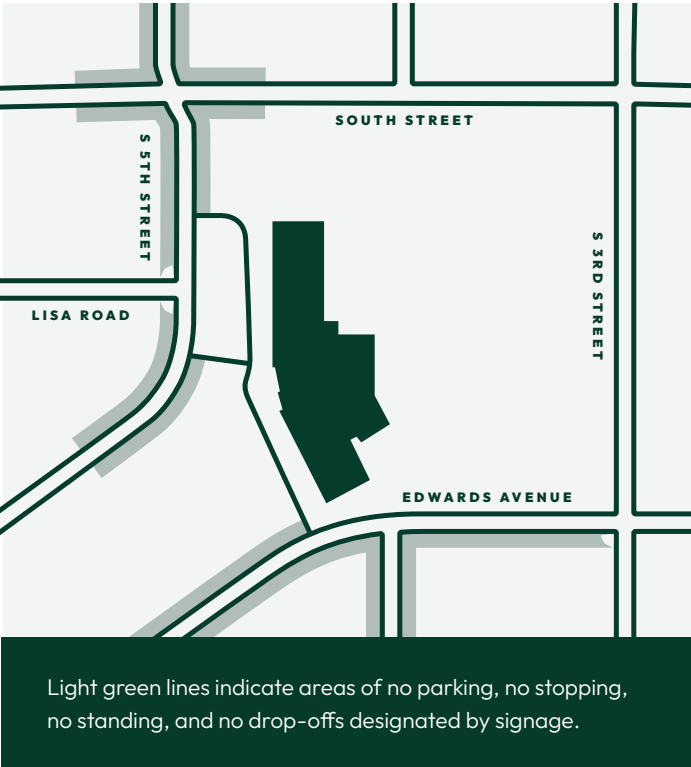 SOUTH STREET
S 5TH STREET
S 3RD STREET
LISA ROAD
EDWARDS AVENUE
Light green lines indicate areas of no parking, no stopping,
no standing, and no drop-offs designated by signage.